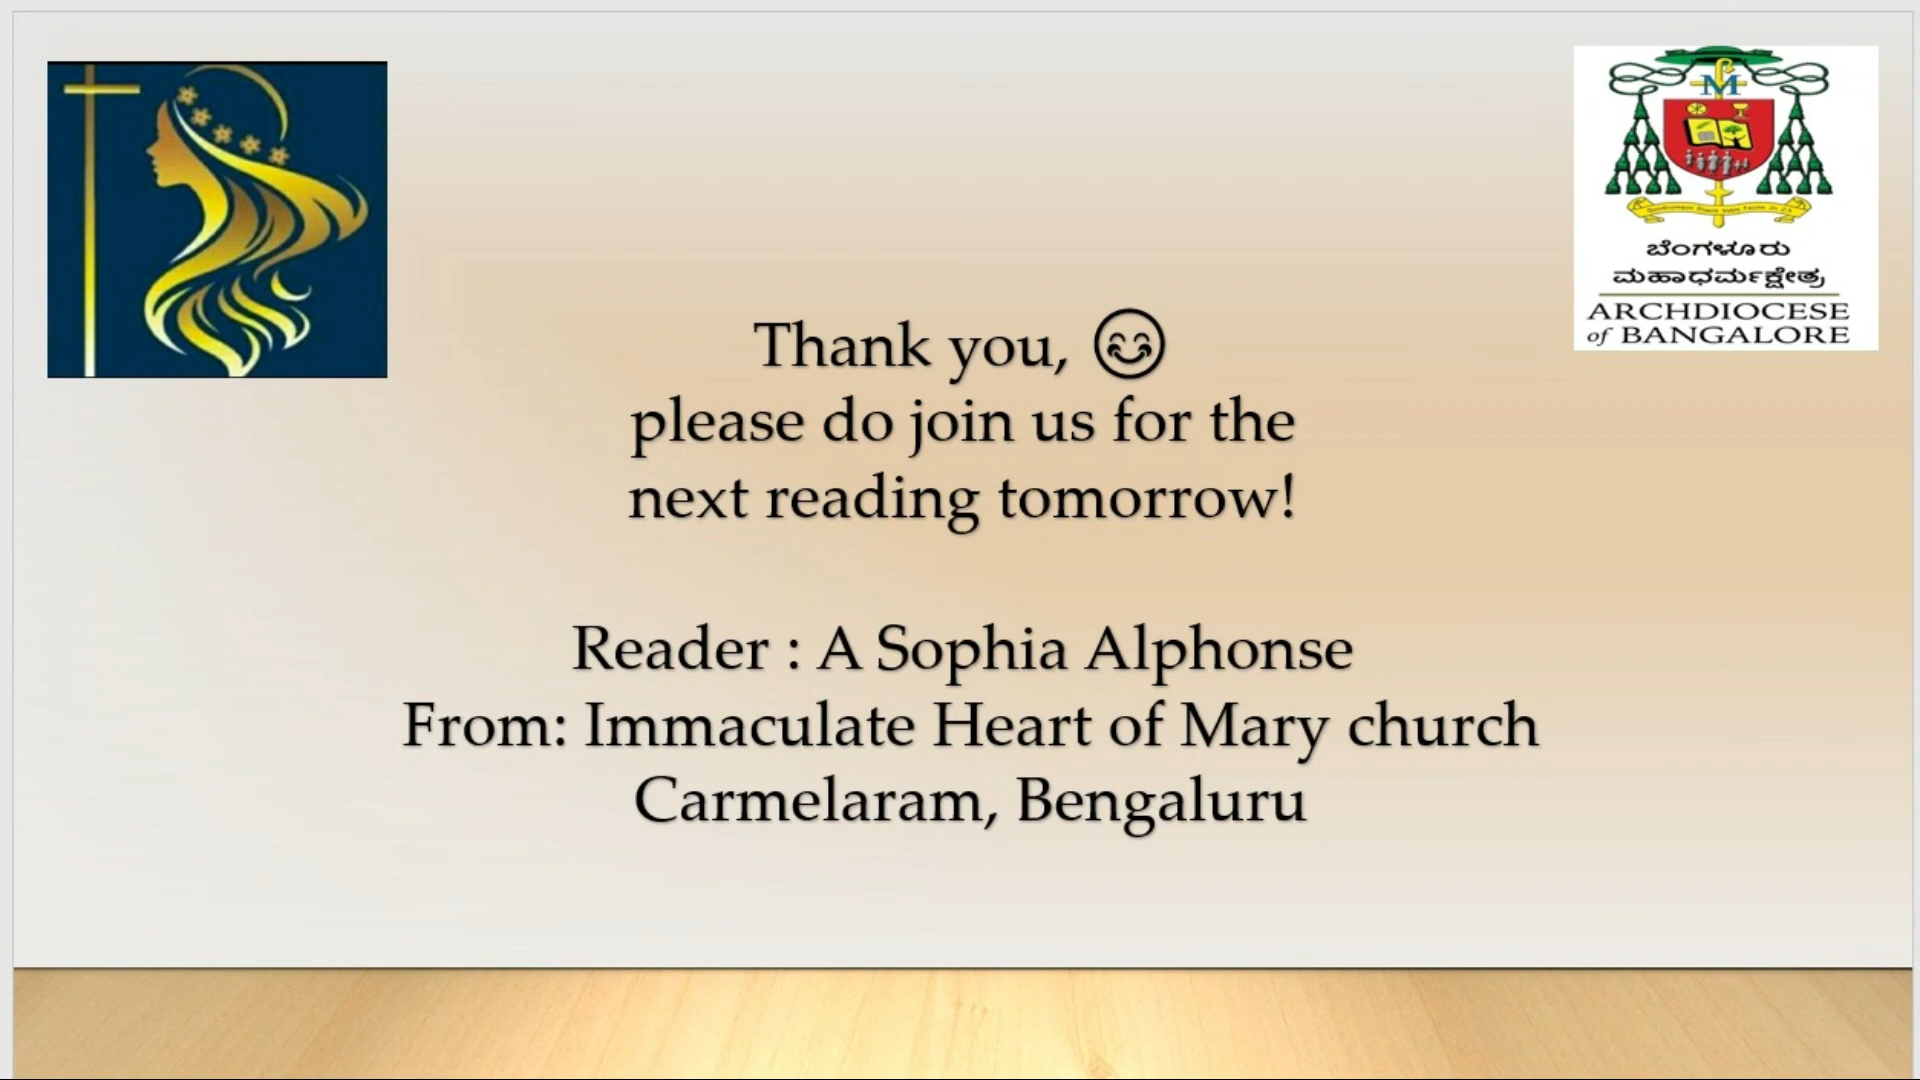 ಬೆಂಗಳೂರು
ಮಹಾಧರ್ಮಕ್ಷೇತ್ರ
ARCHDIOCESE
of BANGALORE
Thank you, 😊
please do join us for the
next reading tomorrow!
Reader : A Sophia Alphonse
From: Immaculate Heart of Mary church
Carmelaram, Bengaluru